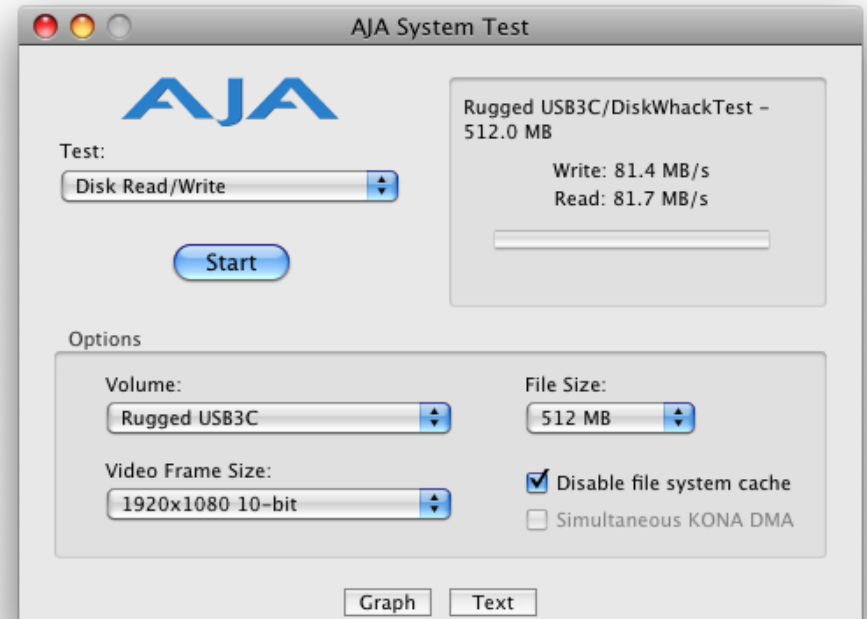 AJA System Test
AJA
Test:
Disk Read/Write
Start
Rugged USB3C/DiskWhackTest –
512.0 MB
Write: 81.4 MB/s
Read: 81.7 MB/s
Options
Volume:
Rugged USB3C
File Size:
512 MB
Video Frame Size:
1920x1080 10-bit
Disable file system cache
Simultaneous KONA DMA
Graph
Text